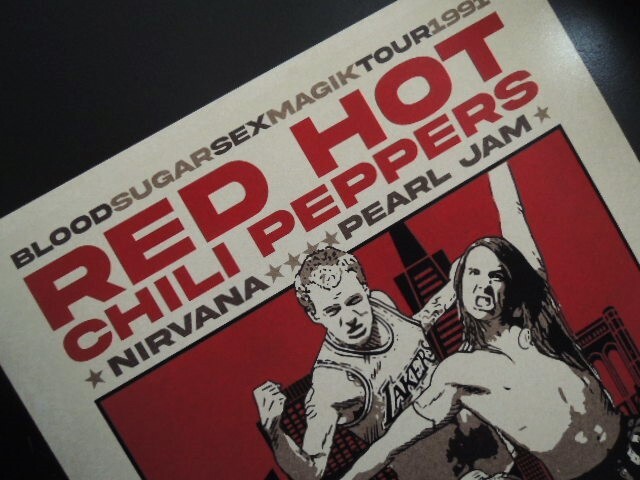 BLOODSUGARSEXMAGIKTOUR1991
RED HOT
CHILI PEPPERS
★NIRVANA★★★★PEARL JAM★
LAKERS